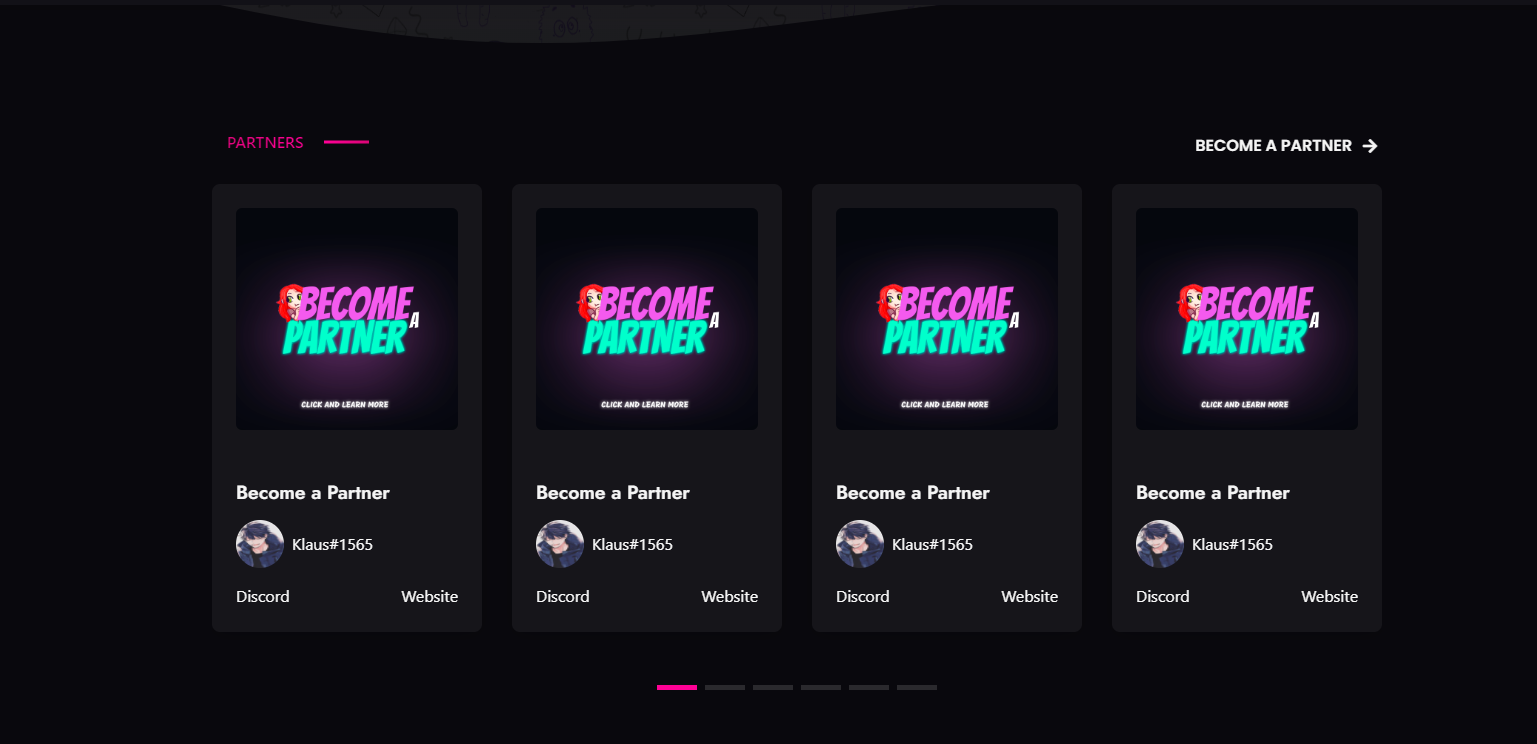 PARTNERS
BECOME A PARTNER
BECOME
A
PARTNER
CLICK AND LEARN MORE
Become a Partner
Klaus#1565
Discord
Website
BECOME
A
PARTNER
CLICK AND LEARN MORE
Become a Partner
Klaus#1565
Discord
Website
BECOME
A
PARTNER
CLICK AND LEARN MORE
Become a Partner
Klaus#1565
Discord
Website
BECOME
A
PARTNER
CLICK AND LEARN MORE
Become a Partner
Klaus#1565
Discord
Website